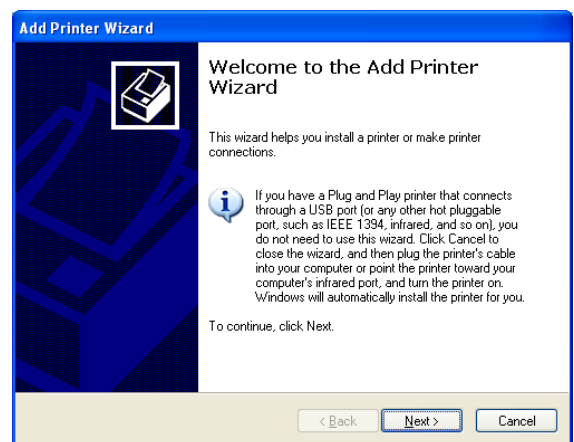 Add Printer Wizard
Welcome to the Add Printer
Wizard
This wizard helps you install a printer or make printer
connections.
If you have a Plug and Play printer that connects
through a USB port (or any other hot pluggable
port, such as IEEE 1394, infrared, and so on), you
do not need to use this wizard. Click Cancel to
close the wizard, and then plug the printer's cable
into your computer or point the printer toward your
computer's infrared port, and turn the printer on.
Windows will automatically install the printer for you.
To continue, click Next.
< Back
Next >
Cancel